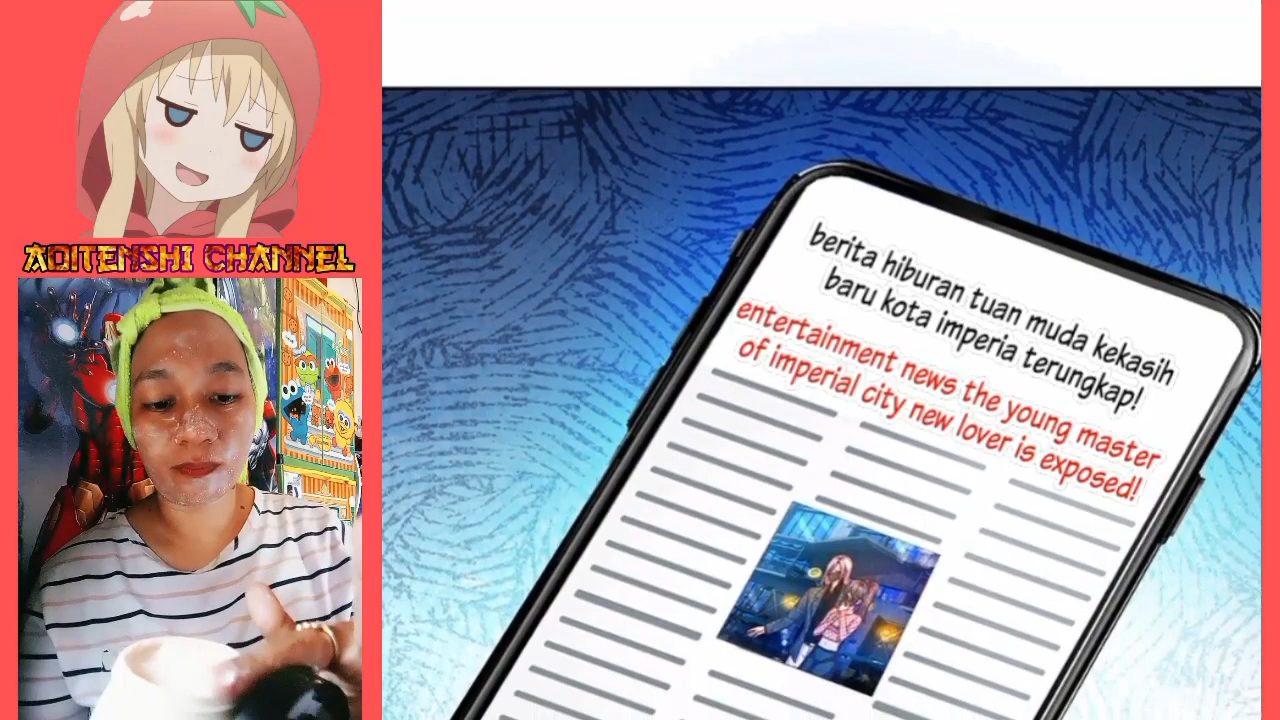 AOITENSHI CHANNEL
berita hiburan tuan muda kekasih
baru kota imperia terungkap!
entertainment news the young master
of imperial city new lover is exposed!